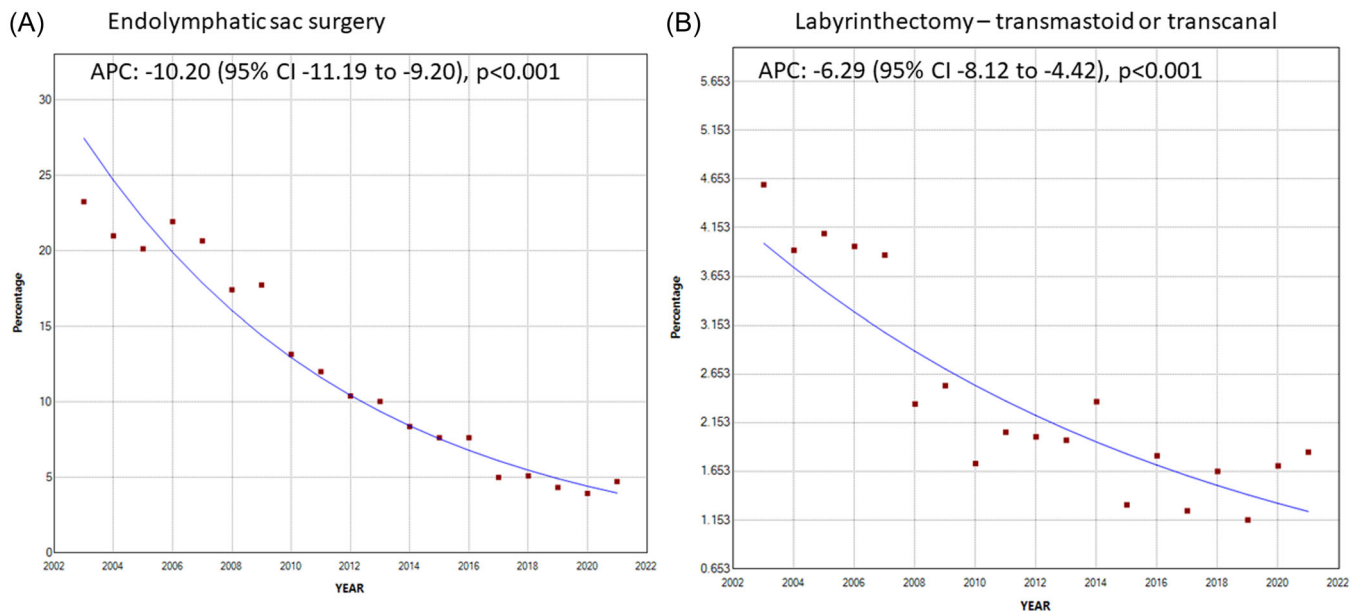 (A) Endolymphatic sac surgery
APC: -10.20 (95% CI -11.19 to -9.20), p<0.001
30
25
20
15
10
5
0
Percentage
2002 2004 2006 2008 2010 2012 2014 2016 2018 2020 2022
YEAR
(B) Labyrinthectomy – transmastoid or transcanal
APC: -6.29 (95% CI -8.12 to -4.42), p<0.001
5.653
5.153
4.653
4.153
3.653
3.153
2.653
2.153
1.653
1.153
0.653
Percentage
2002 2004 2006 2008 2010 2012 2014 2016 2018 2020 2022
YEAR